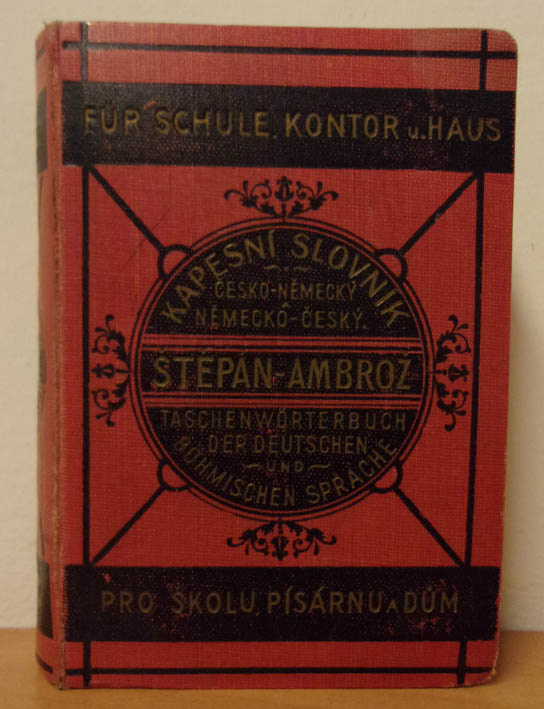 FÜR SCHULE, KONTOR u. HAUS
KAPESNÍ SLOVNÍK
ČESKO-NĚMECKÝ
A
NĚMECKO-ČESKÝ.
ŠTĚPÁN-AMBROŽ
TASCHENWÖRTERBUCH
DER DEUTSCHEN
UND
BÖHMISCHEN SPRACHE
PRO ŠKOLU, PÍSÁRNU A DŮM